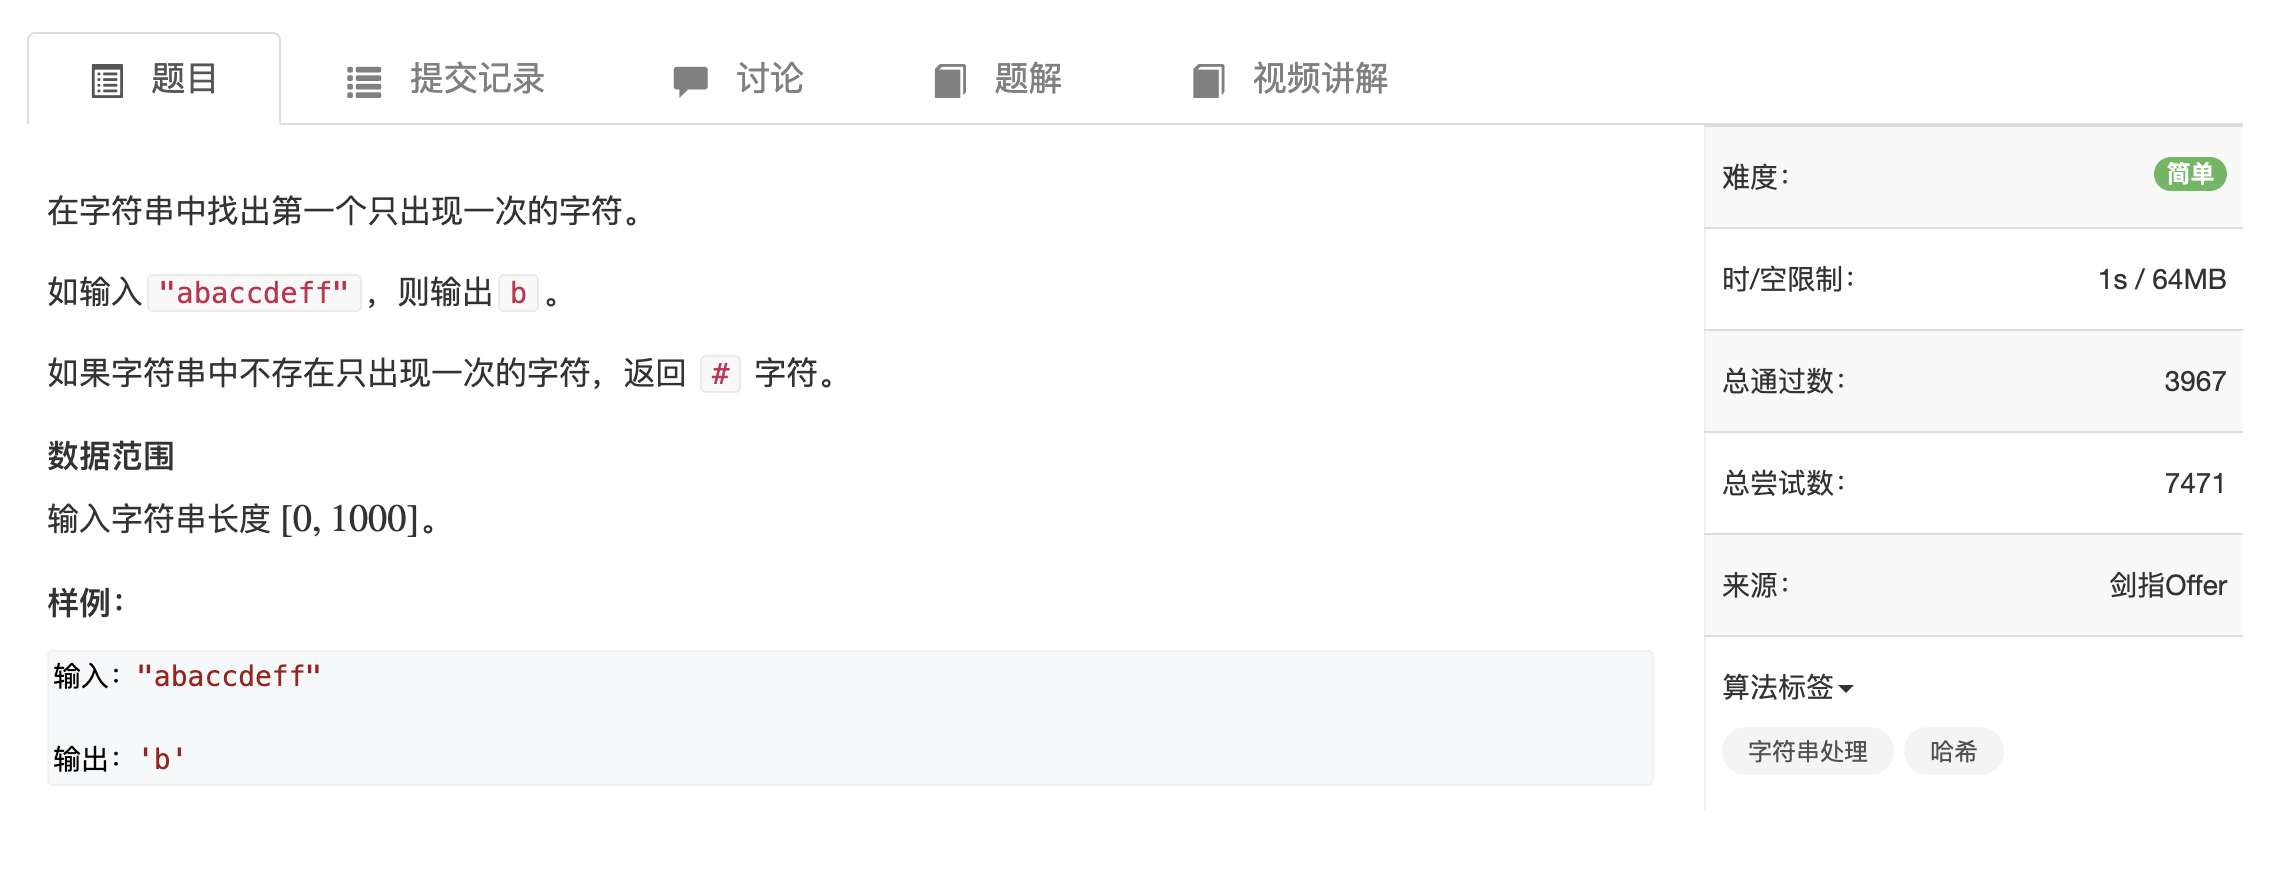 题目
提交记录
讨论
题解
视频讲解
在字符串中找出第一个只出现一次的字符。
如输入"abaccdeff"，则输出b。
如果字符串中不存在只出现一次的字符，返回 # 字符。
数据范围
输入字符串长度 [0, 1000]。
样例：
输入："abaccdeff"
输出：'b'
难度： 简单
时/空限制： 1s / 64MB
总通过数： 3967
总尝试数： 7471
来源： 剑指Offer
算法标签
字符串处理 哈希